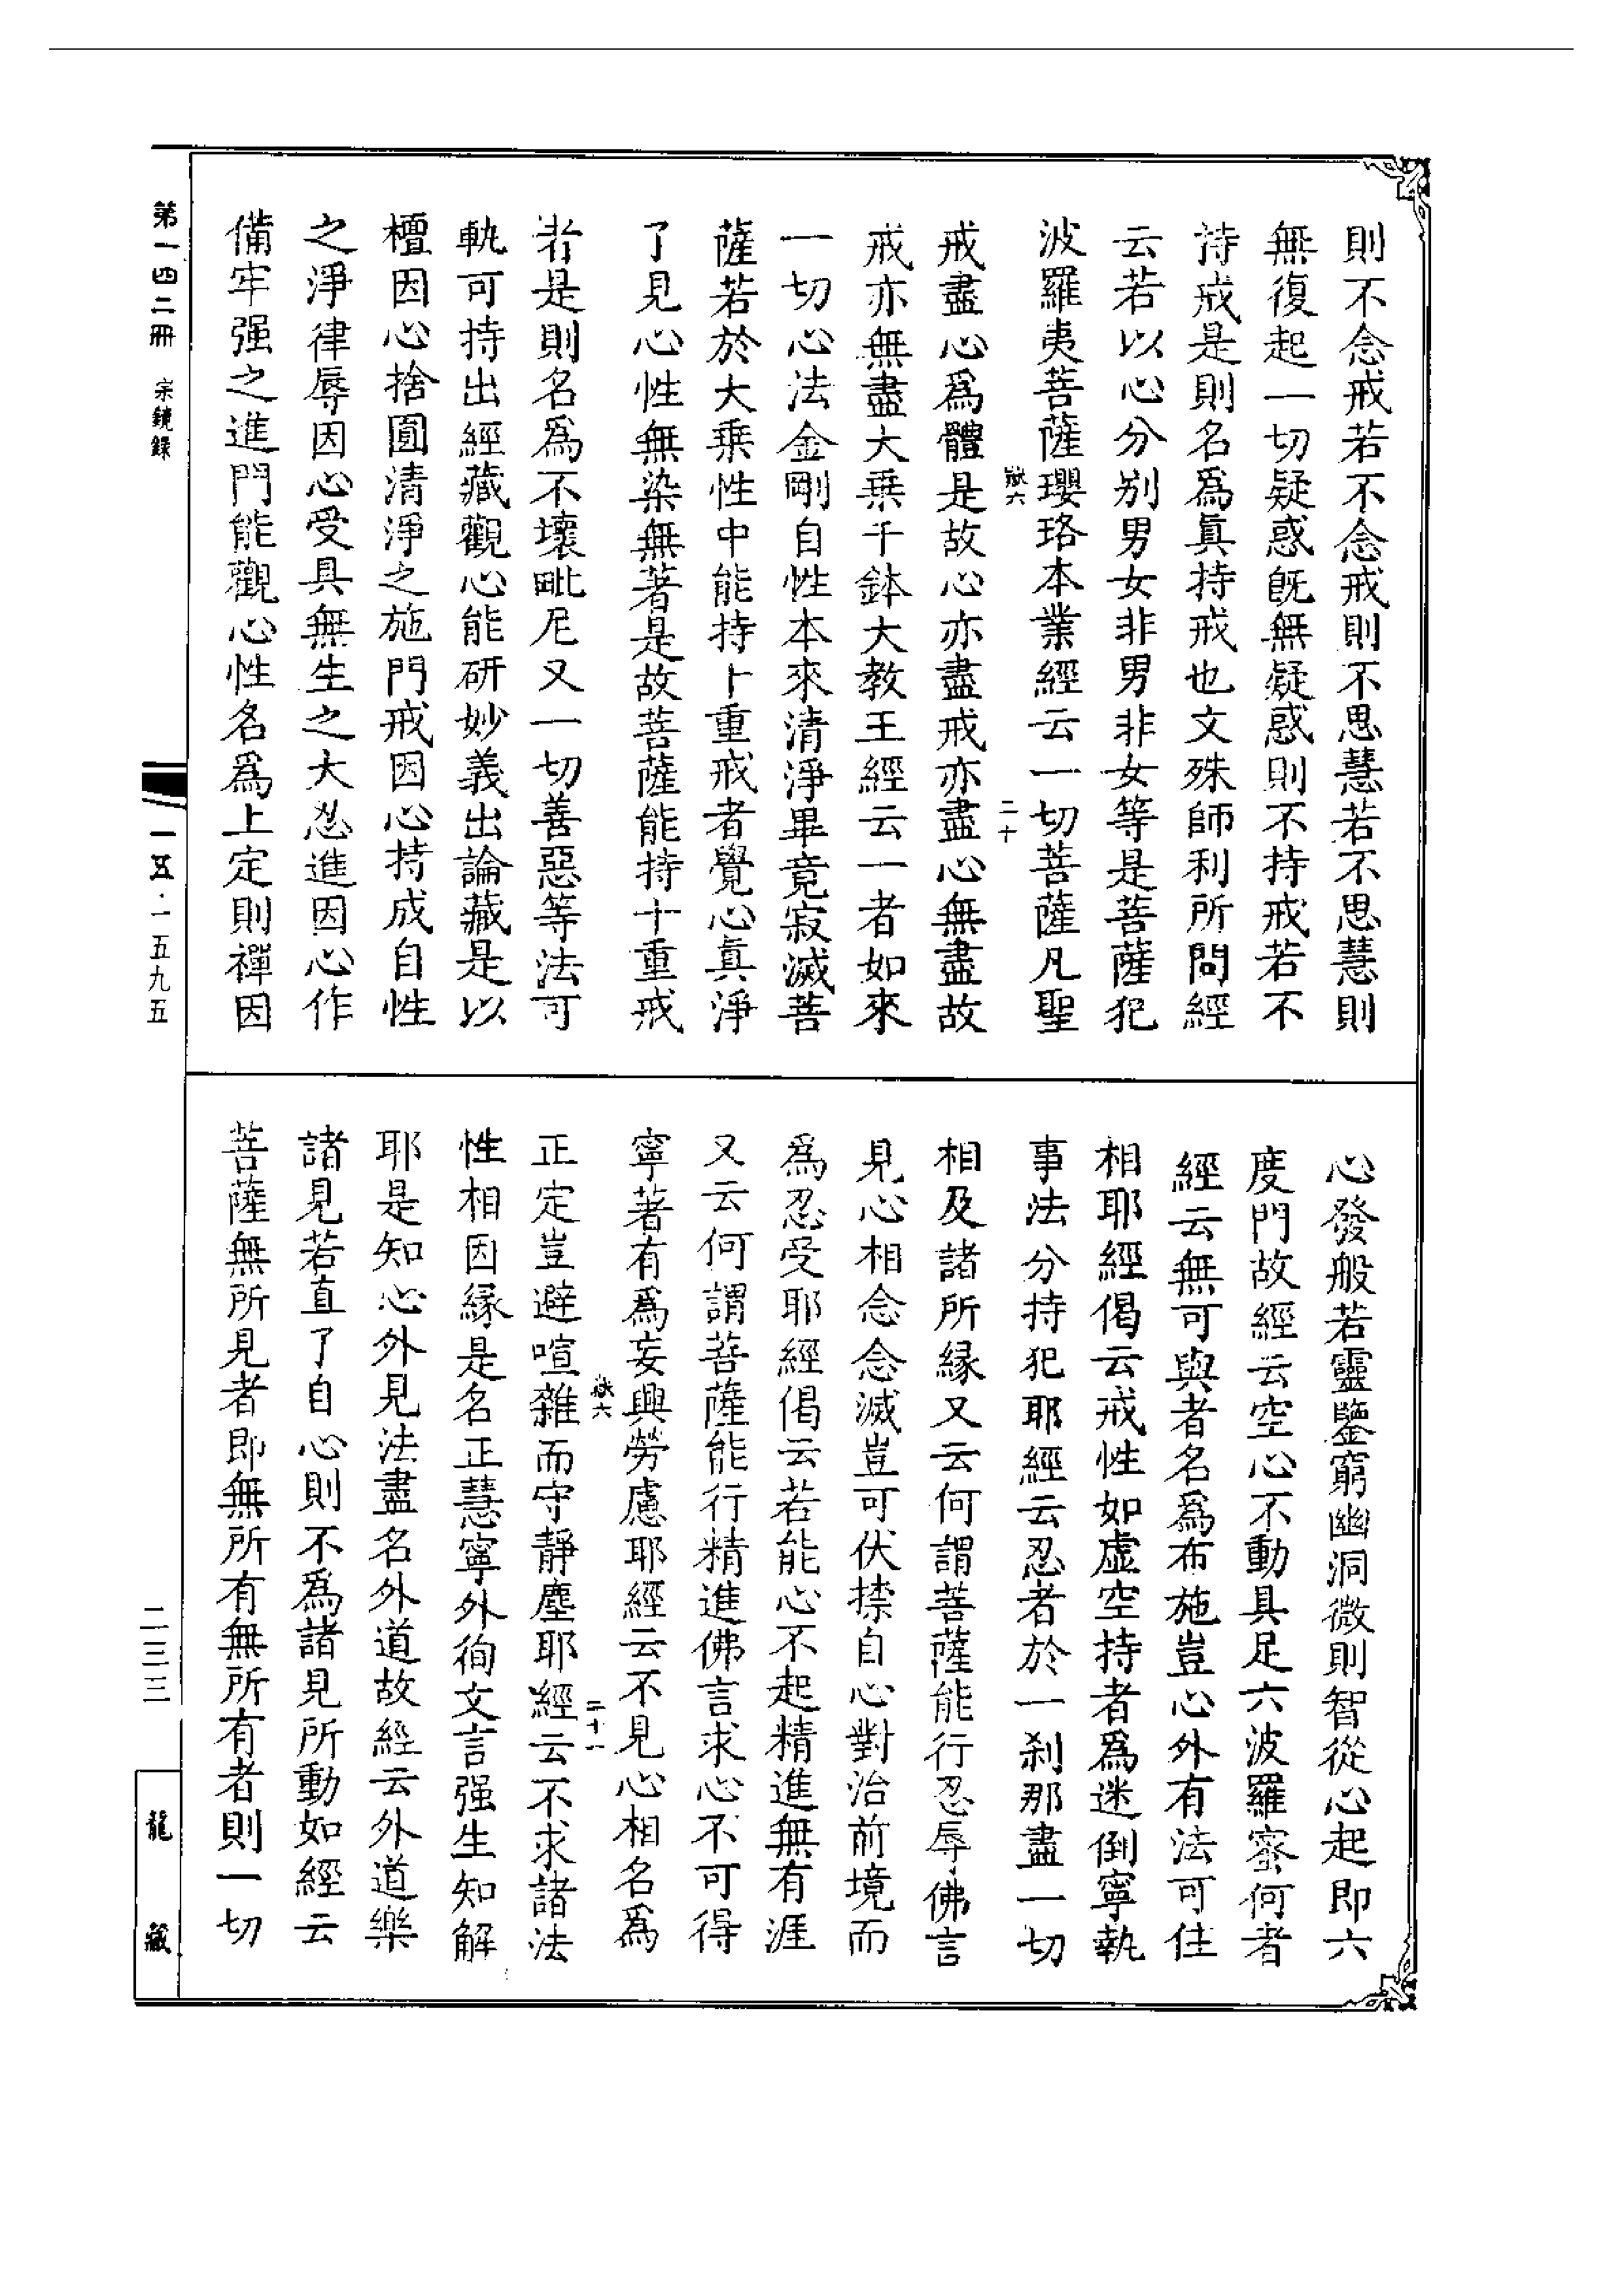 則不念戒若不念戒則不思慧若不思慧則
無復起一切疑惑旣無疑惑則不持戒若不
持戒是則名爲眞持戒也文殊師利所問經
云若以心分別男女非男非女等是菩薩犯
波羅夷菩薩瓔珞本業經云一切菩薩凡聖
六
二十
戒盡心爲體是故心亦盡戒亦盡心無盡故
戒亦無盡大乗千鉢大教王經云一者如來
一切心法金剛自性本來清淨畢竟寂滅菩
薩若於大乗性中能持十重戒者覺心眞淨
了見心性無染無著是故菩薩能持十重戒
者是則名爲不壞毗尼又一切善惡等法可
軌可持出經藏觀心能研妙義出論藏是以
檀因心捨圓清淨之施門戒因心持成自性
之淨律辱因心受具無生之大忍進因心作
備牢强之進門能觀心性名爲上定則禪因
心發般若靈鑒窮幽洞微則智從心起即六
度門故經云空心不動具足六波羅蜜何者
經云無可與者名爲布施豈心外有法可住
相耶經偈云戒性如虚空持者爲迷倒寧執
事法分持犯耶經云忍者於一刹那盡一切
相及諸所縁又云何謂菩薩能行忍辱佛言
見心相念念滅豈可伏捺自心對治前境而
爲忍受耶經偈云若能心不起精進無有涯
又云何謂菩薩能行精進佛言求心不可得
寧著有爲妄興勞慮耶經云不見心相名爲
六
二十一
正定豈避喧雜而守靜塵耶經云不求諸法
性相因縁是名正慧寧外徇文言强生知解
耶是知心外見法盡名外道故經云外道樂
諸見若直了自心則不爲諸見所動如經云
菩薩無所見者即無所有無所有者則一切
第一四二冊 宗鏡錄
一五·一五九五
二三三
龍藏